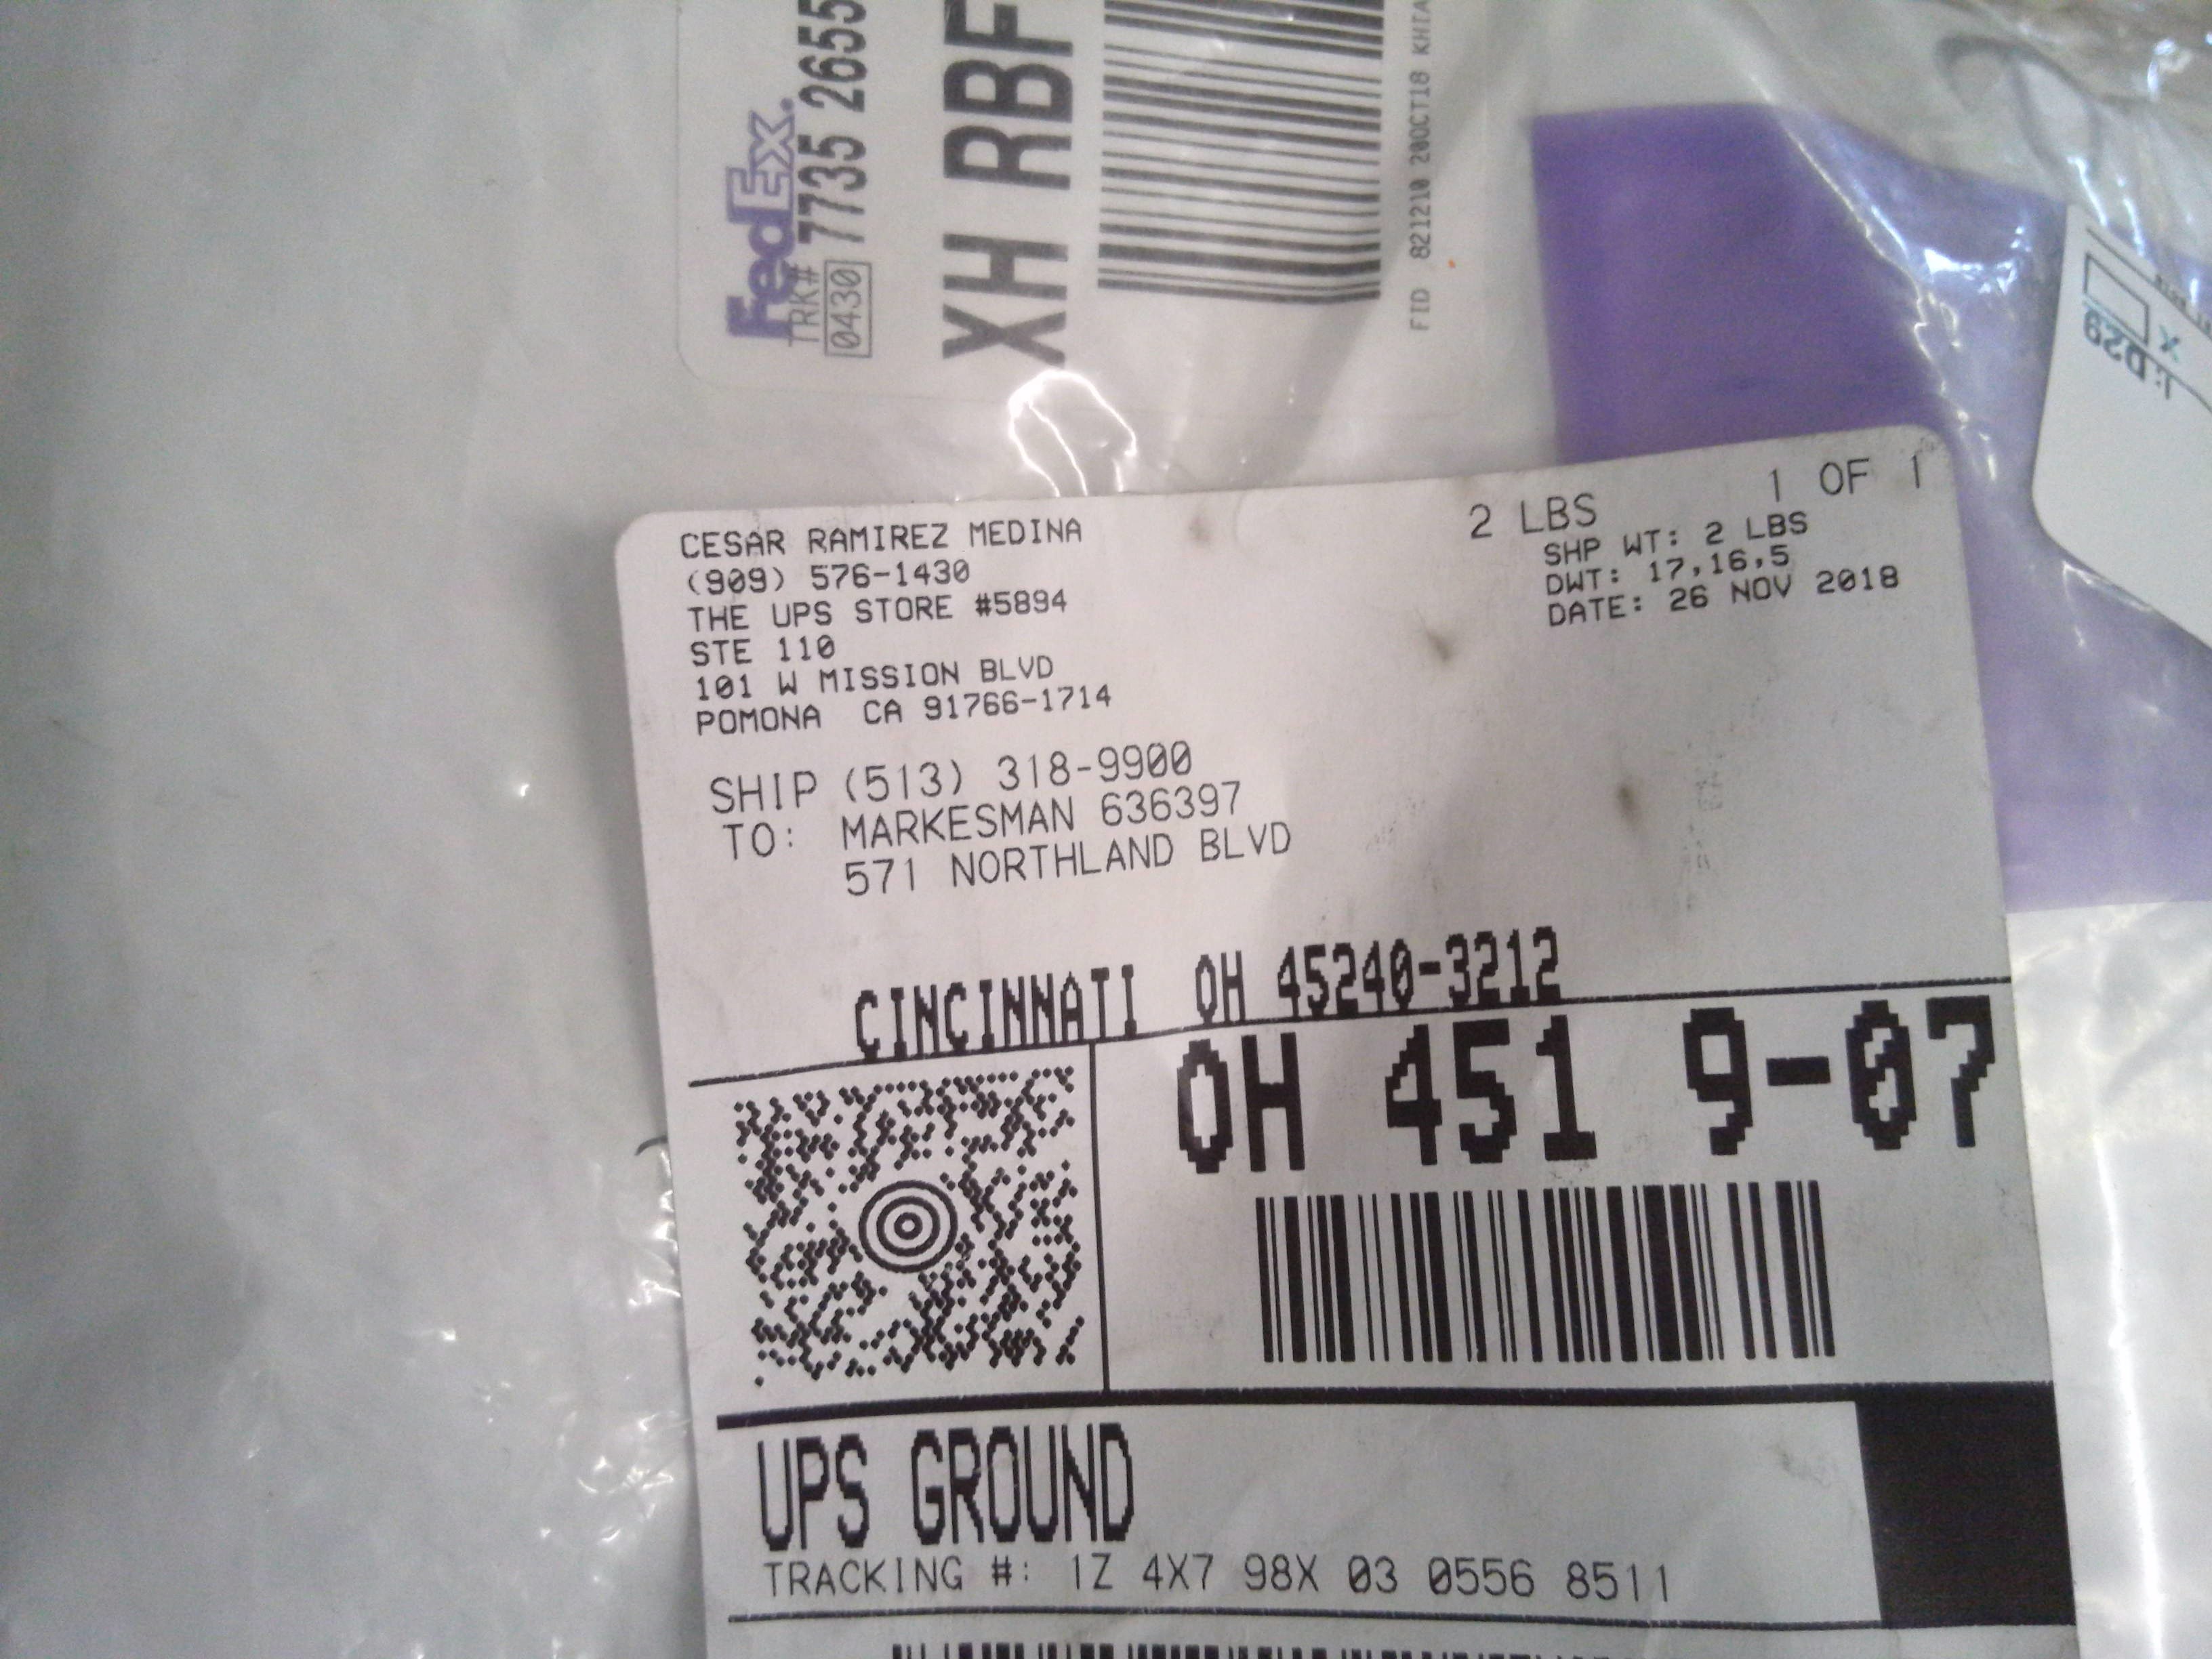 FedEx.
TRK# 7735 2655
0430
XH RBF
FID 821210 20OCT18 KHIA
CESAR RAMIREZ MEDINA
(909) 576-1430
THE UPS STORE #5894
STE 110
101 W MISSION BLVD
POMONA CA 91766-1714
2 LBS 1 OF 1
SHP WT: 2 LBS
DWT: 17,16,5
DATE: 26 NOV 2018
SHIP (513) 318-9900
TO: MARKESMAN 636397
571 NORTHLAND BLVD
CINCINNATI OH 45240-3212
OH 451 9-07
UPS GROUND
TRACKING #: 1Z 4X7 98X 03 0556 8511